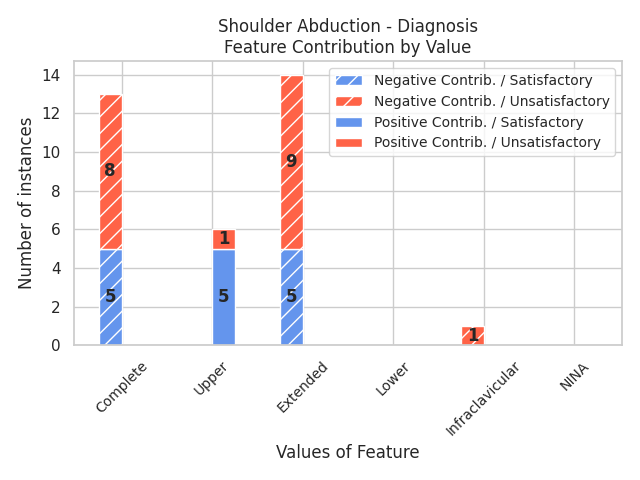 Shoulder Abduction - Diagnosis
Feature Contribution by Value
Negative Contrib. / Satisfactory
Negative Contrib. / Unsatisfactory
Positive Contrib. / Satisfactory
Positive Contrib. / Unsatisfactory
Number of instances
14
12
10
8
6
4
2
0
8
5
1
5
9
5
1
Complete
Upper
Extended
Lower
Infraclavicular
NINA
Values of Feature